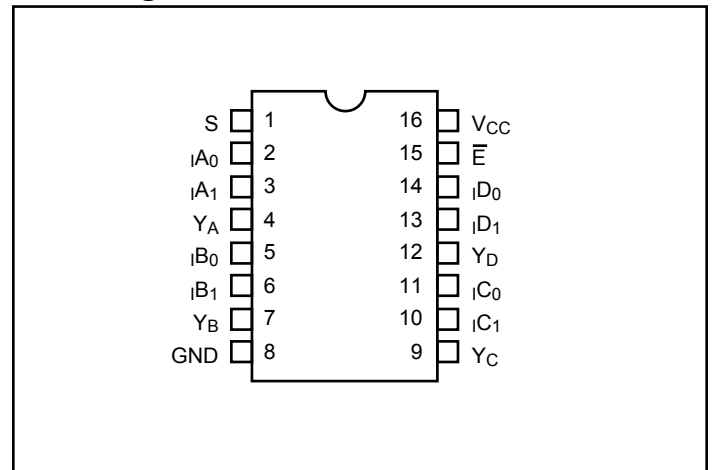 S 1 16 VCC
IA0 2 15 E̅
IA1 3 14 ID0
YA 4 13 ID1
IB0 5 12 YD
IB1 6 11 IC0
YB 7 10 IC1
GND 8 9 YC